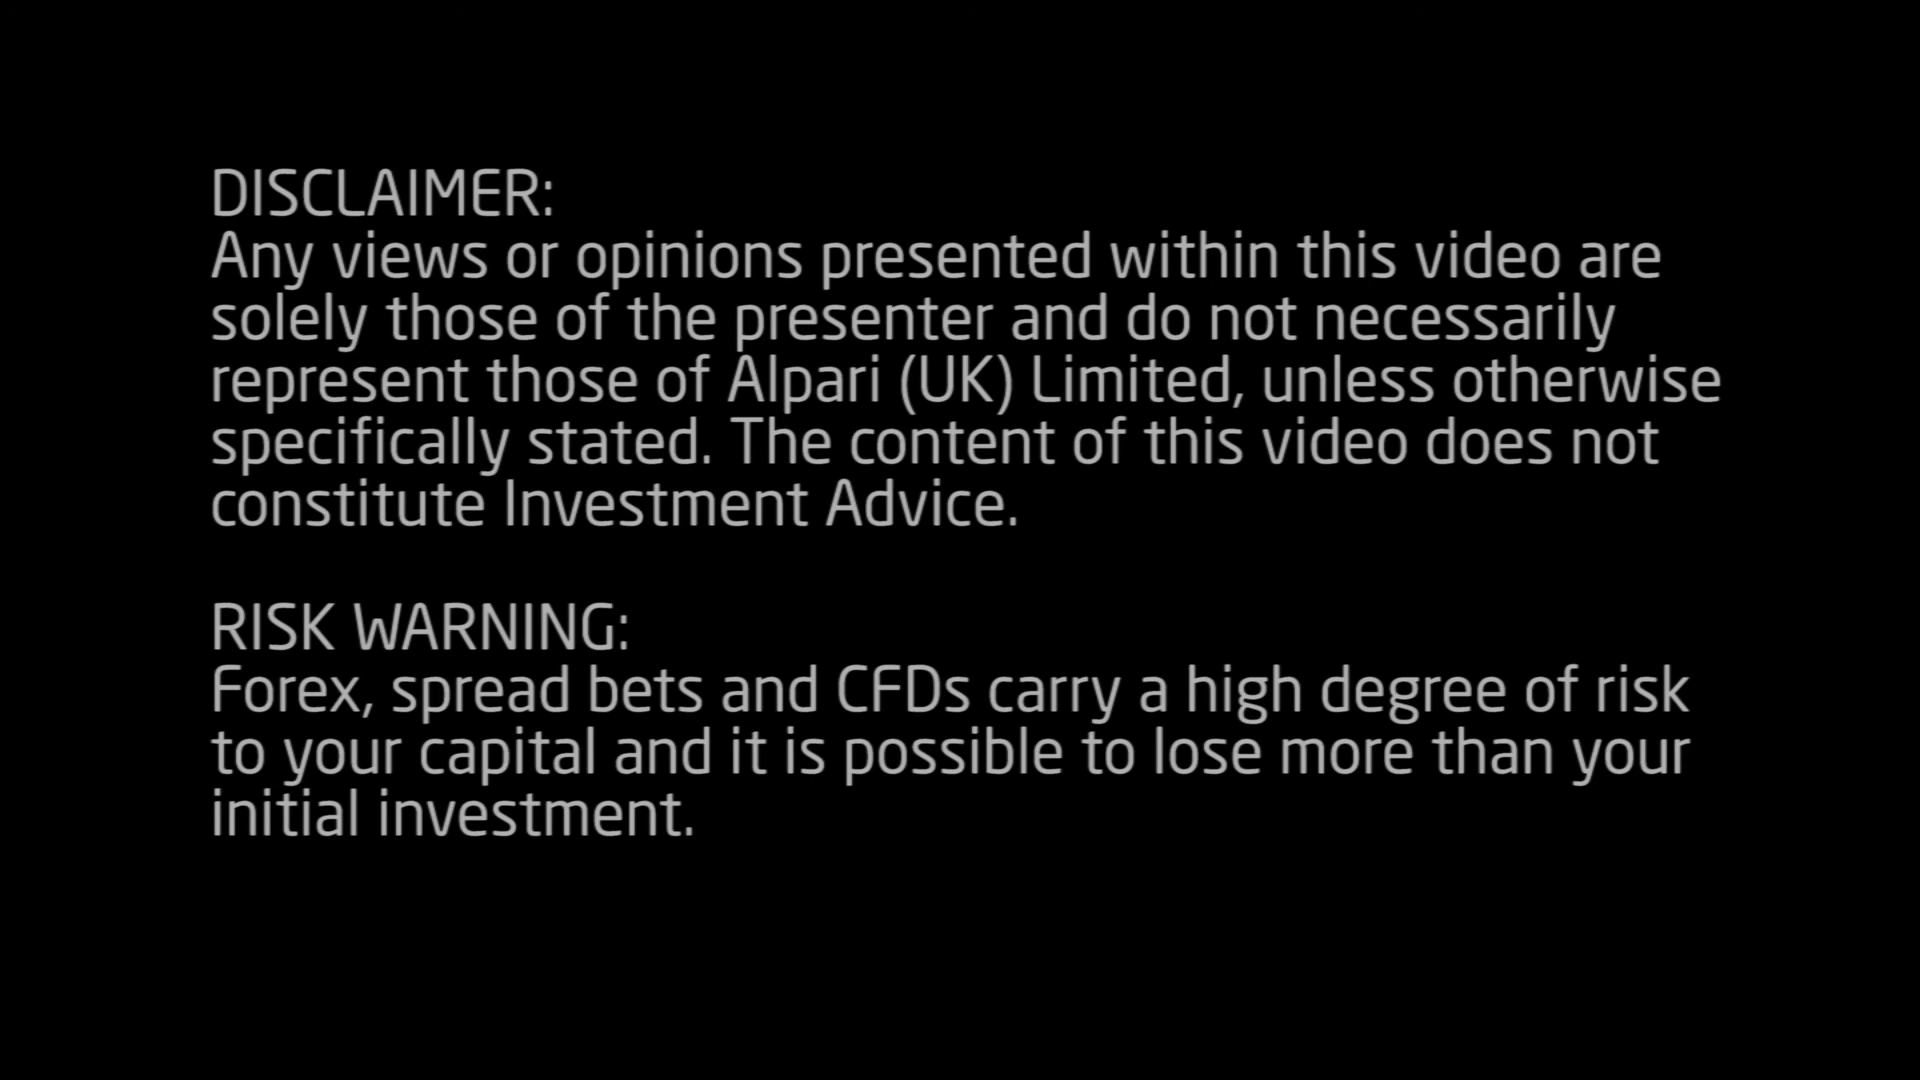 DISCLAIMER:
Any views or opinions presented within this video are
solely those of the presenter and do not necessarily
represent those of Alpari (UK) Limited, unless otherwise
specifically stated. The content of this video does not
constitute Investment Advice.
RISK WARNING:
Forex, spread bets and CFDs carry a high degree of risk
to your capital and it is possible to lose more than your
initial investment.